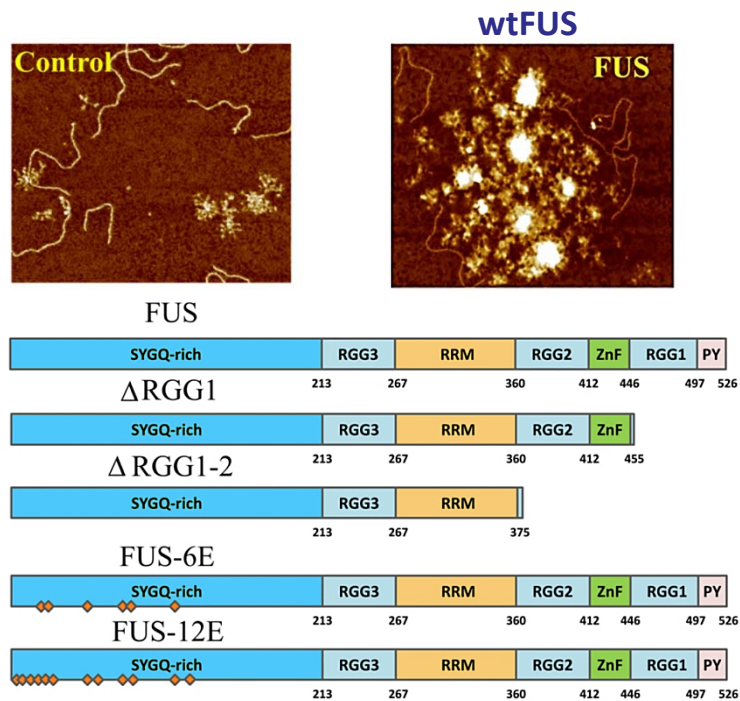 wtFUS
Control
FUS
FUS
SYGQ-rich RGG3 RRM RGG2 ZnF RGG1 PY
213 267 360 412 446 497 526
Δ RGG1
SYGQ-rich RGG3 RRM RGG2 ZnF
213 267 360 412 455
Δ RGG1-2
SYGQ-rich RGG3 RRM
213 267 375
FUS-6E
SYGQ-rich RGG3 RRM RGG2 ZnF RGG1 PY
213 267 360 412 446 497 526
FUS-12E
SYGQ-rich RGG3 RRM RGG2 ZnF RGG1 PY
213 267 360 412 446 497 526